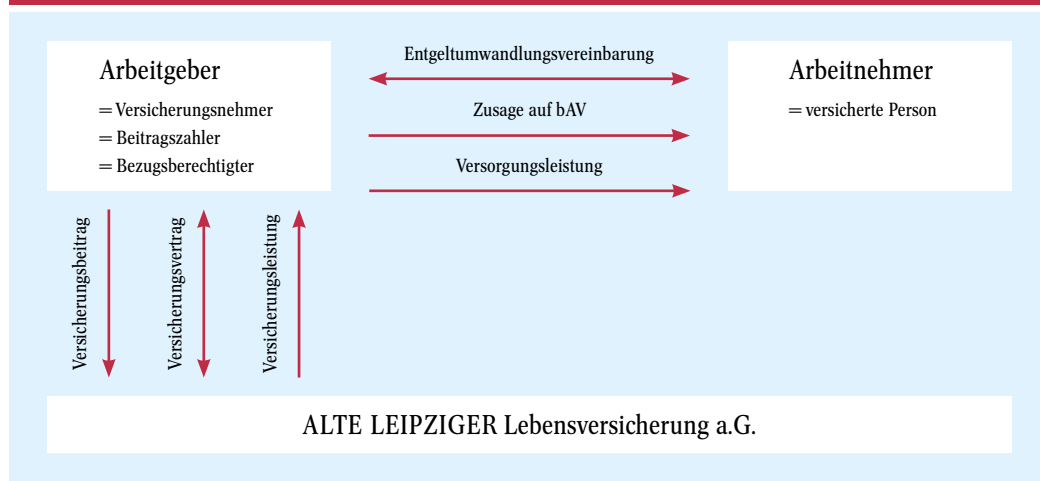 Arbeitgeber
= Versicherungsnehmer
= Beitragszahler
= Bezugsberechtigter
Entgeltumwandlungsvereinbarung
Zusage auf bAV
Versorgungsleistung
Arbeitnehmer
= versicherte Person
Versicherungsbeitrag
Versicherungsvertrag
Versicherungsleistung
ALTE LEIPZIGER Lebensversicherung a.G.